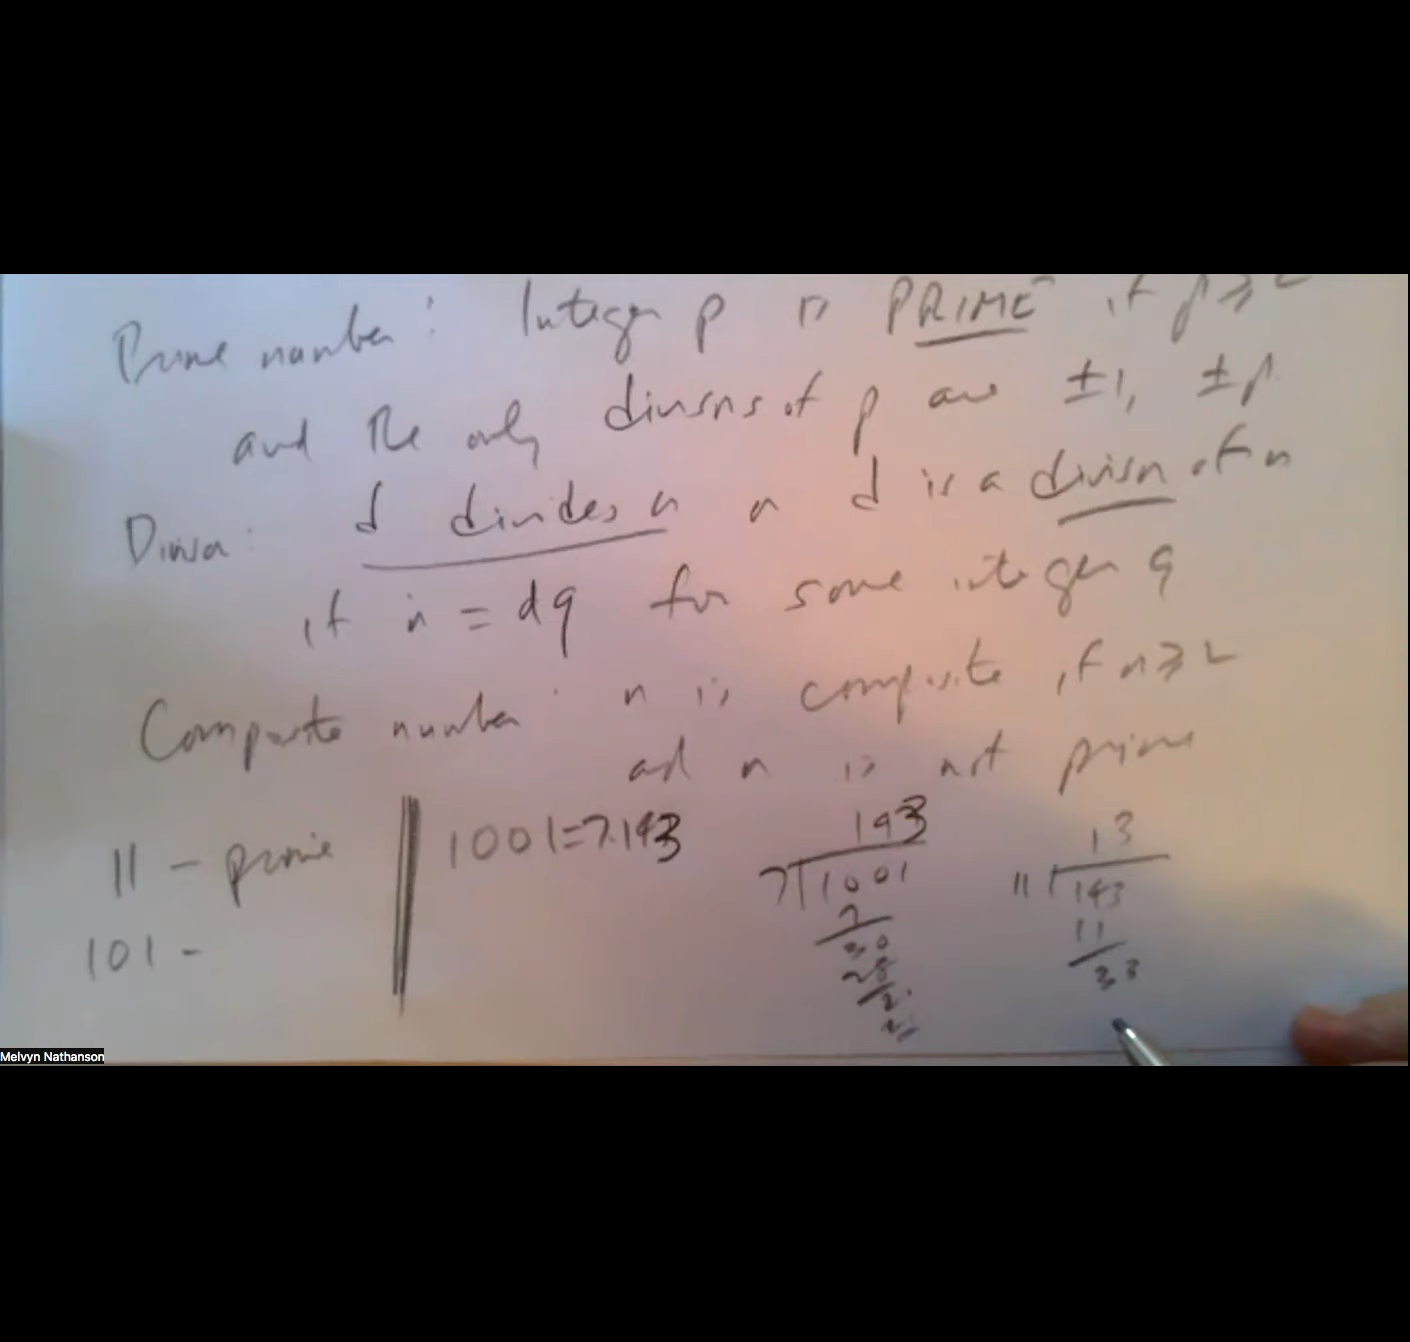 Prime number: Integer p is PRIME if p ≥ 2
and the only divisors of p are ±1, ±p
Divisor: d divides n or d is a divisor of n
if n = dq for some integer q
Composite number: n is composite if n ≥ 2
and n is not prime
11 - prime
101 -
1001=7.143
143
7 1001
7
30
28
21
21
13
11 143
11
33
Melvyn Nathanson